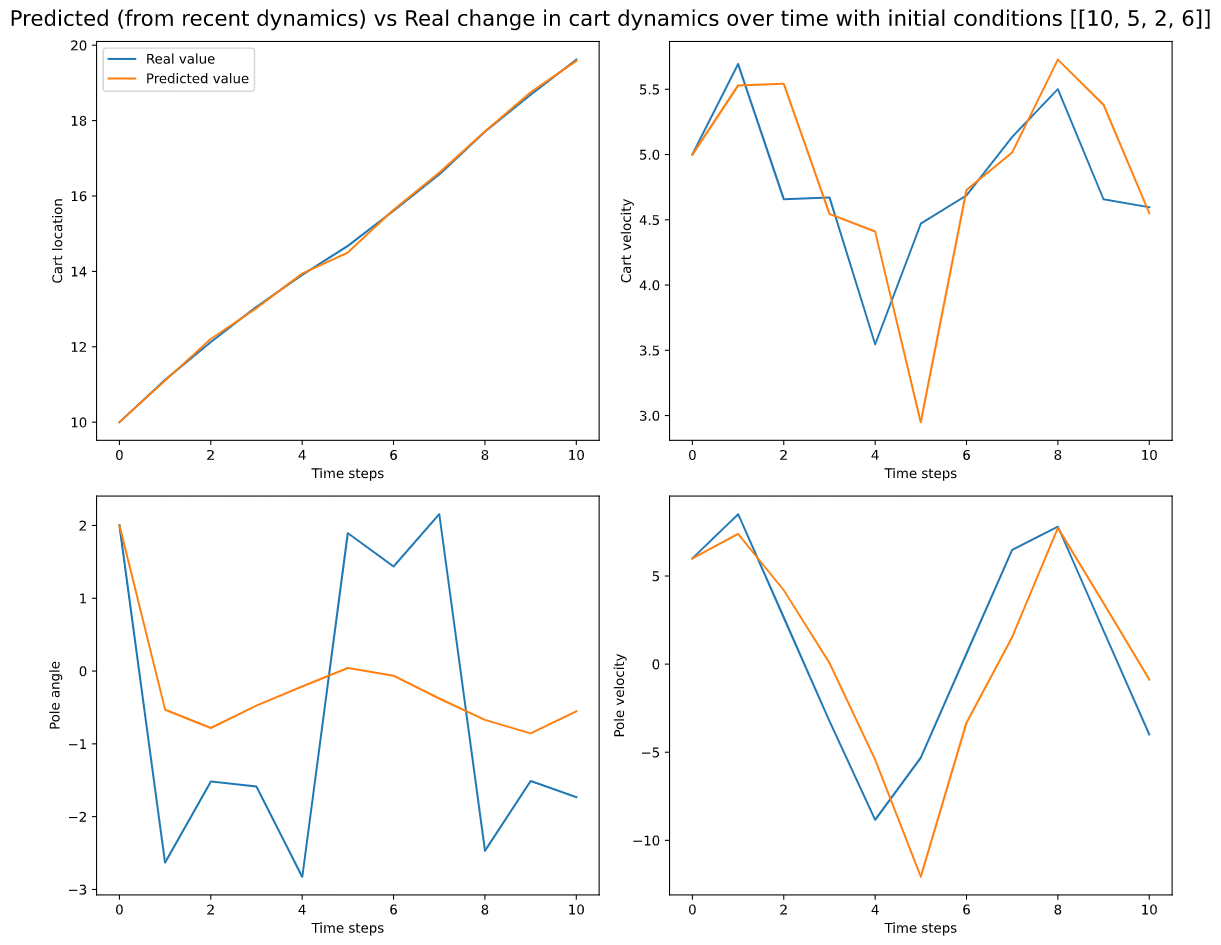 Predicted (from recent dynamics) vs Real change in cart dynamics over time with initial conditions [[10, 5, 2, 6]]
Real value
Predicted value
20
18
16
14
12
10
Cart location
0 2 4 6 8 10
Time steps
5.5
5.0
4.5
4.0
3.5
3.0
Cart velocity
0 2 4 6 8 10
Time steps
2
1
0
−1
−2
−3
Pole angle
0 2 4 6 8 10
Time steps
5
0
−5
−10
Pole velocity
0 2 4 6 8 10
Time steps